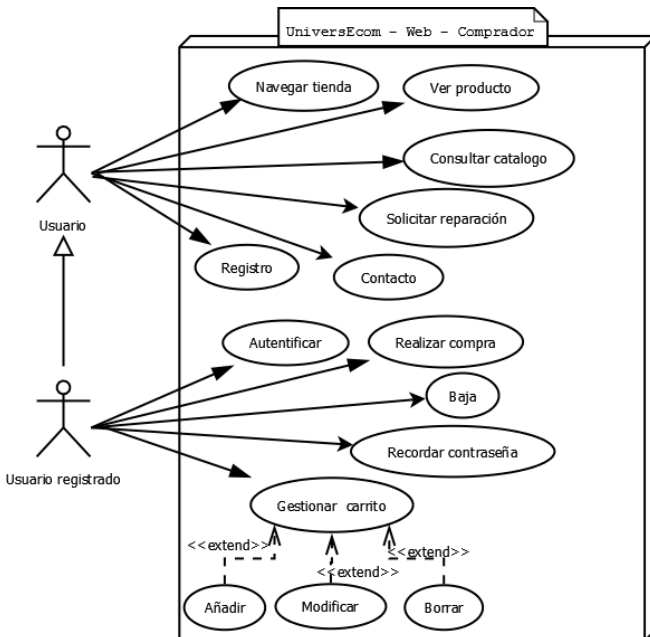 UniversEcom - Web - Comprador
Navegar tienda
Ver producto
Consultar catalogo
Usuario
Solicitar reparación
Registro
Contacto
Autentificar
Realizar compra
Baja
Usuario registrado
Recordar contraseña
Gestionar carrito
<<extend>>
<<extend>>
<<extend>>
Añadir
Modificar
Borrar